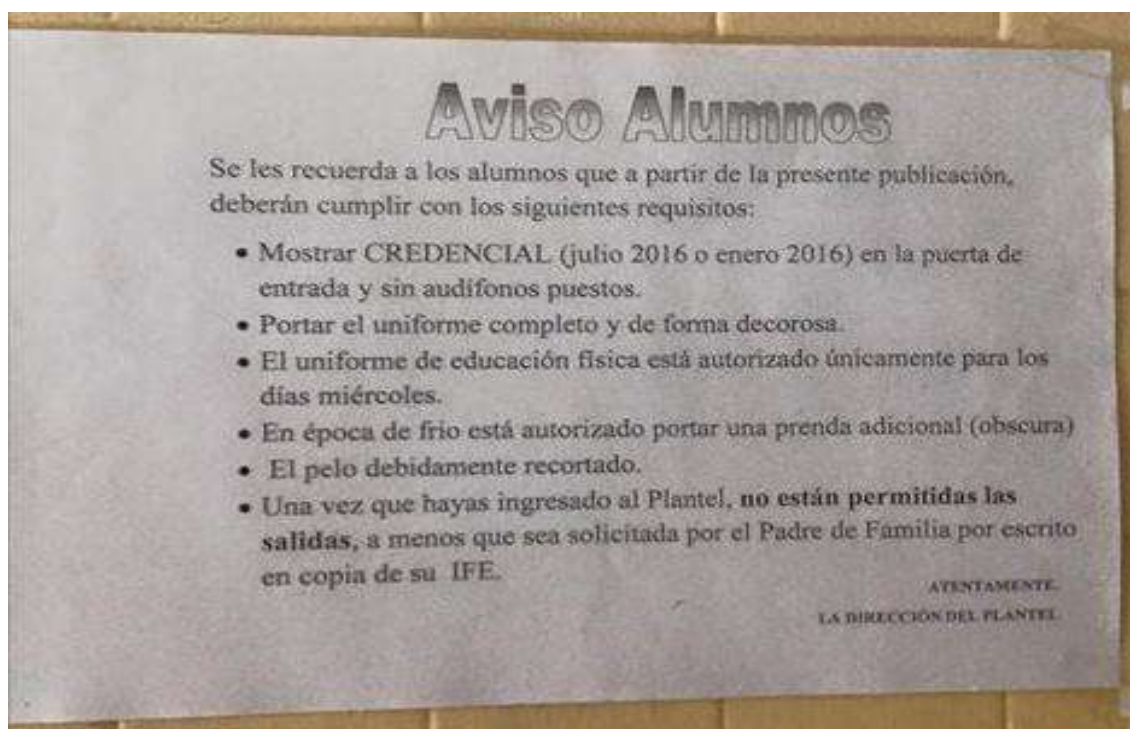 Aviso Alumnos
Se les recuerda a los alumnos que a partir de la presente publicación,
deberán cumplir con los siguientes requisitos:
• Mostrar CREDENCIAL (julio 2016 o enero 2016) en la puerta de
entrada y sin audífonos puestos.
• Portar el uniforme completo y de forma decorosa.
• El uniforme de educación física está autorizado únicamente para los
días miércoles.
• En época de frio está autorizado portar una prenda adicional (obscura)
• El pelo debidamente recortado.
• Una vez que hayas ingresado al Plantel, no están permitidas las
salidas, a menos que sea solicitada por el Padre de Familia por escrito
en copia de su IFE.
ATENTAMENTE.
LA DIRECCIÓN DEL PLANTEL.